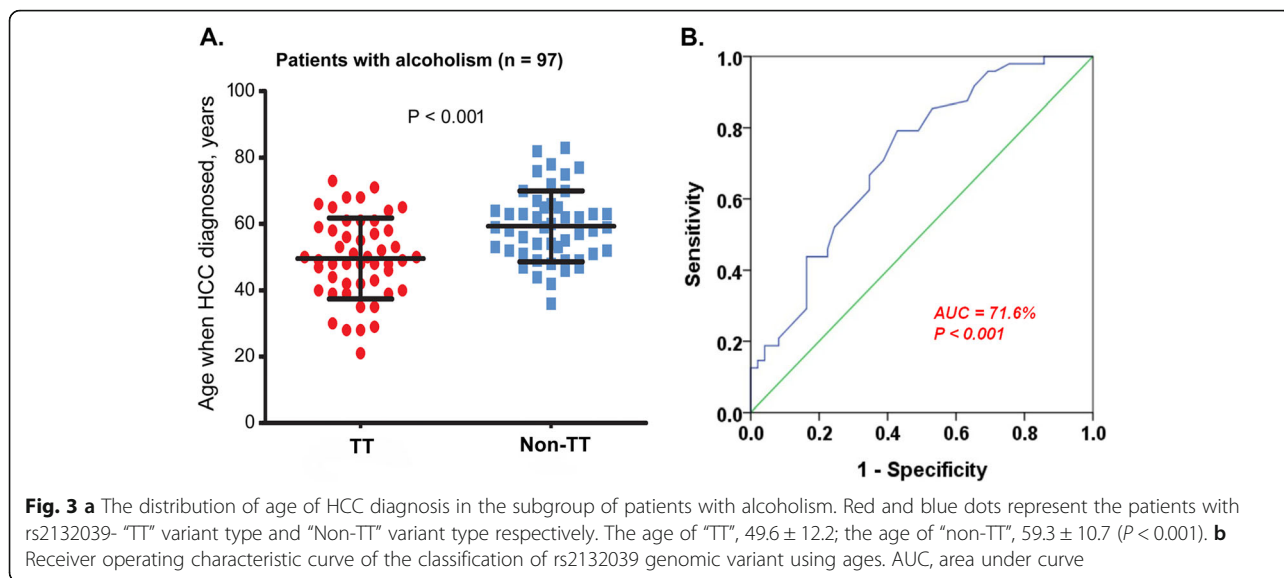 A.
Patients with alcoholism (n = 97)
100
80
60
40
20
0
Age when HCC diagnosed, years
P < 0.001
TT
Non-TT
B.
1.0
0.8
0.6
0.4
0.2
0.0
Sensitivity
AUC = 71.6%
P < 0.001
0.0 0.2 0.4 0.6 0.8 1.0
1 - Specificity
Fig. 3 a The distribution of age of HCC diagnosis in the subgroup of patients with alcoholism. Red and blue dots represent the patients with
rs2132039- “TT” variant type and “Non-TT” variant type respectively. The age of “TT”, 49.6 ± 12.2; the age of “non-TT”, 59.3 ± 10.7 (P < 0.001). b
Receiver operating characteristic curve of the classification of rs2132039 genomic variant using ages. AUC, area under curve